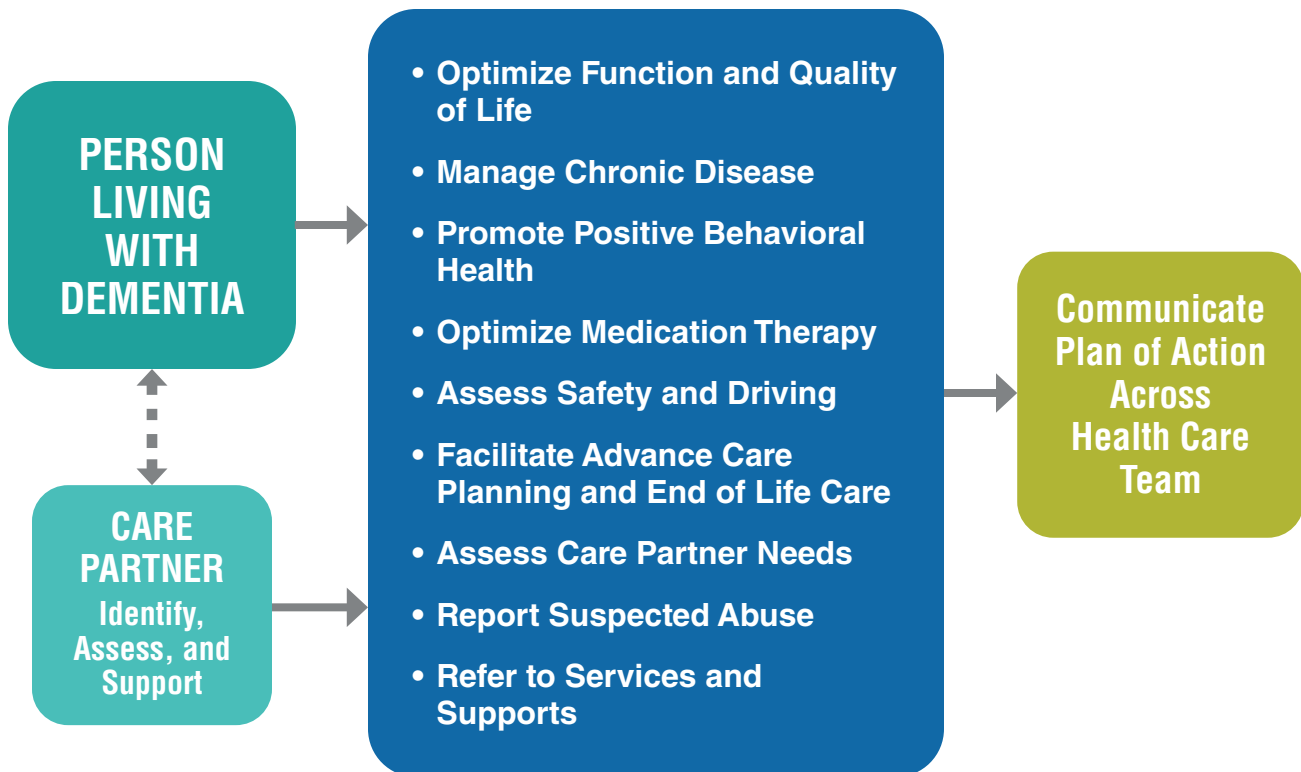 PERSON
LIVING
WITH
DEMENTIA
CARE
PARTNER
Identify,
Assess, and
Support
• Optimize Function and Quality
of Life
• Manage Chronic Disease
• Promote Positive Behavioral
Health
• Optimize Medication Therapy
• Assess Safety and Driving
• Facilitate Advance Care
Planning and End of Life Care
• Assess Care Partner Needs
• Report Suspected Abuse
• Refer to Services and
Supports
Communicate
Plan of Action
Across
Health Care
Team